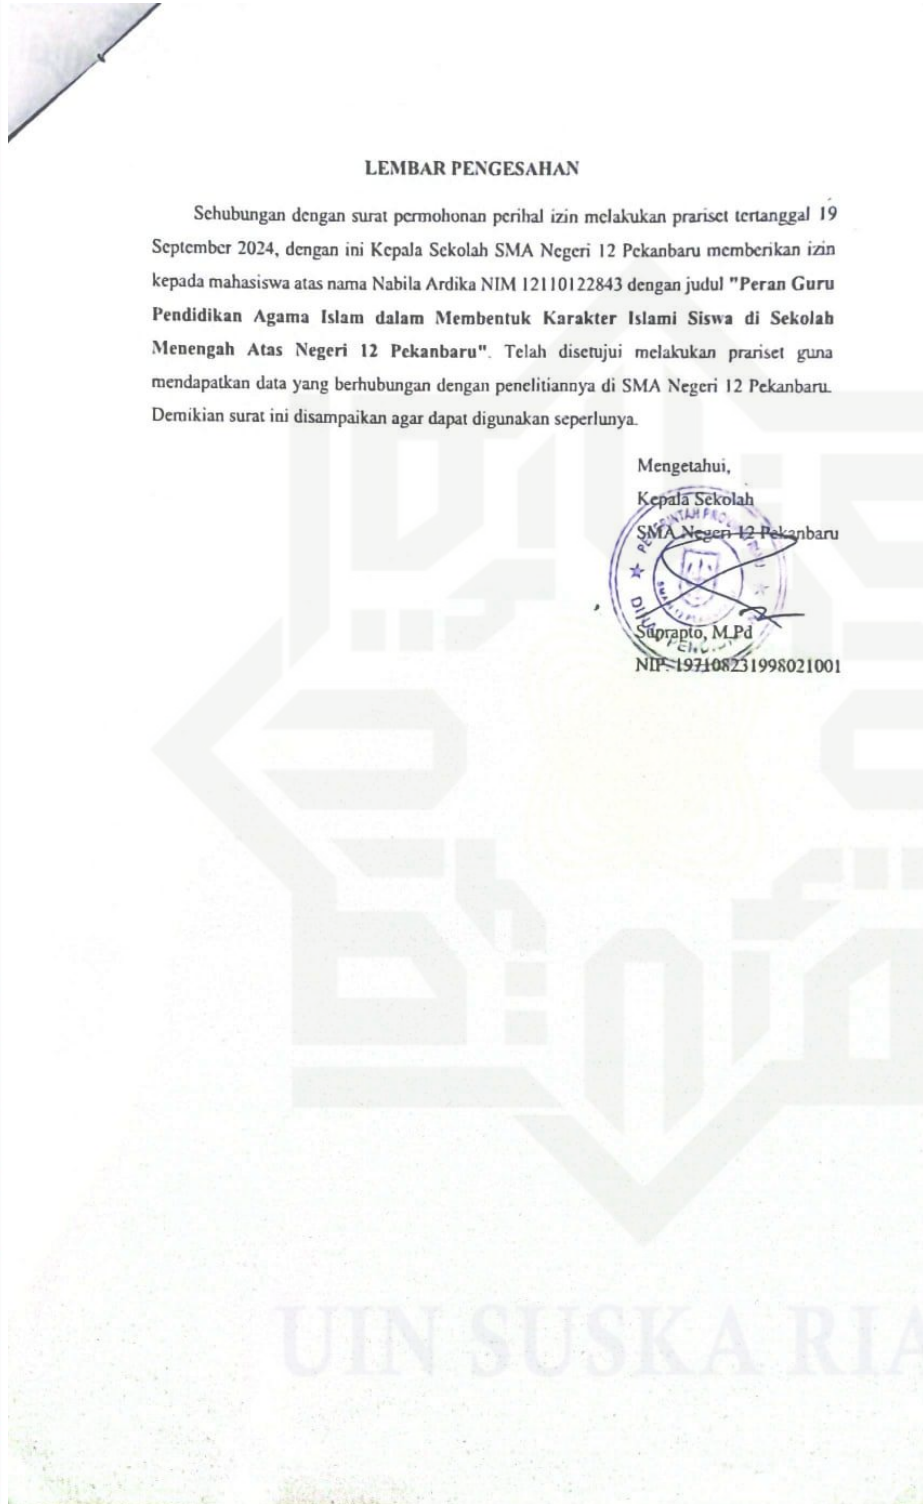 LEMBAR PENGESAHAN
Sehubungan dengan surat permohonan perihal izin melakukan prariset tertanggal 19
September 2024, dengan ini Kepala Sekolah SMA Negeri 12 Pekanbaru memberikan izin
kepada mahasiswa atas nama Nabila Ardika NIM 12110122843 dengan judul "Peran Guru
Pendidikan Agama Islam dalam Membentuk Karakter Islami Siswa di Sekolah
Menengah Atas Negeri 12 Pekanbaru". Telah disetujui melakukan prariset guna
mendapatkan data yang berhubungan dengan penelitiannya di SMA Negeri 12 Pekanbaru.
Demikian surat ini disampaikan agar dapat digunakan seperlunya.
Mengetahui,
Kepala Sekolah
SMA Negeri 12 Pekanbaru
Suprapto, M.Pd
NIP. 197108231998021001
UIN SUSKA RIA